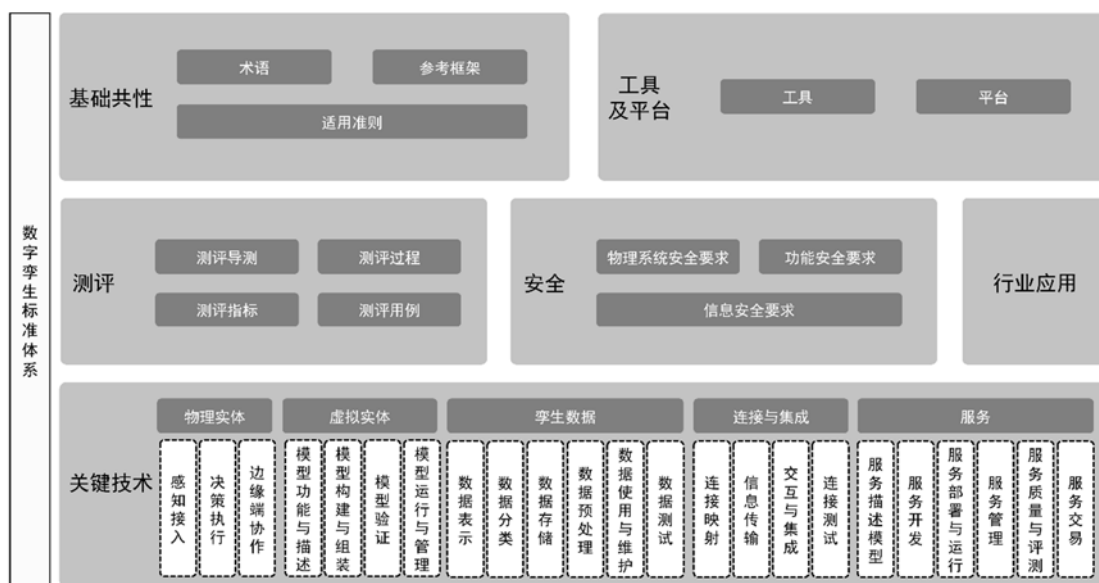 数字孪生标准体系
基础共性
术语
参考框架
适用准则
工具
及平台
工具
平台
测评
测评导测
测评过程
测评指标
测评用例
安全
物理系统安全要求
功能安全要求
信息安全要求
行业应用
关键技术
物理实体
感知接入
决策执行
边缘端协作
虚拟实体
模型功能与描述
模型构建与组装
模型验证
模型运行与管理
孪生数据
数据表示
数据分类
数据存储
数据预处理
数据使用与维护
数据测试
连接与集成
连接映射
信息传输
交互与集成
连接测试
服务
服务描述模型
服务开发
服务部署与运行
服务管理
服务质量与评测
服务交易